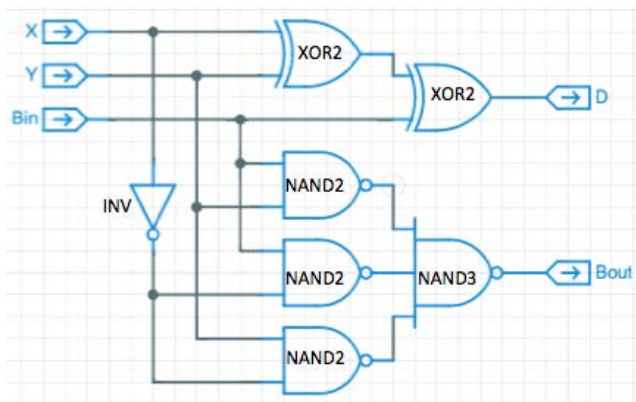 X
XOR2
Y
XOR2
D
Bin
NAND2
INV
NAND2
NAND3
Bout
NAND2